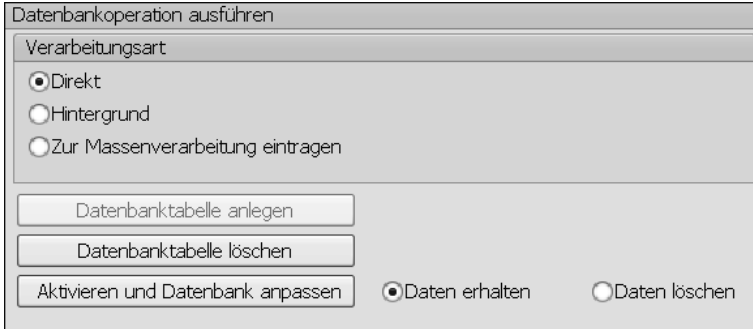 Datenbankoperation ausführen
Verarbeitungsart
Direkt
Hintergrund
Zur Massenverarbeitung eintragen
Datenbanktabelle anlegen
Datenbanktabelle löschen
Aktivieren und Datenbank anpassen Daten erhalten Daten löschen